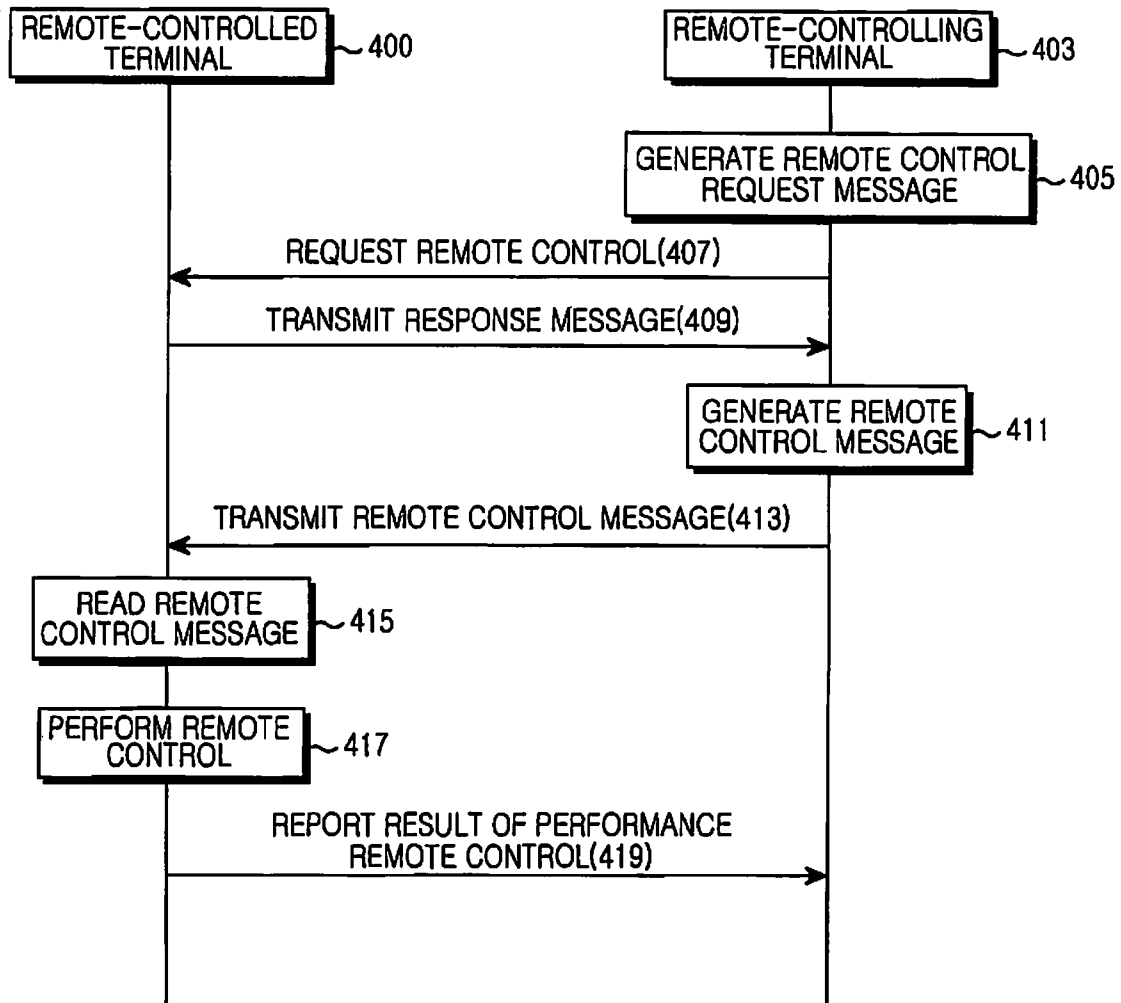 REMOTE-CONTROLLED
TERMINAL
400
REMOTE-CONTROLLING
TERMINAL
403
GENERATE REMOTE CONTROL
REQUEST MESSAGE
405
REQUEST REMOTE CONTROL(407)
TRANSMIT RESPONSE MESSAGE(409)
GENERATE REMOTE
CONTROL MESSAGE
411
TRANSMIT REMOTE CONTROL MESSAGE(413)
READ REMOTE
CONTROL MESSAGE
415
PERFORM REMOTE
CONTROL
417
REPORT RESULT OF PERFORMANCE
REMOTE CONTROL(419)